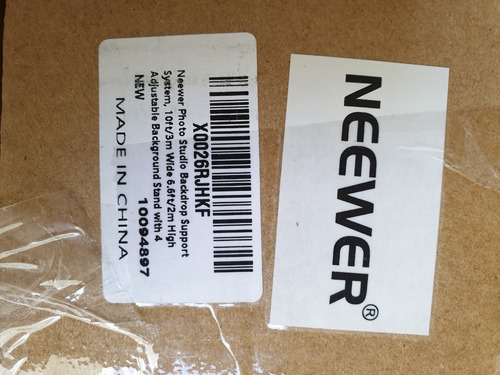 X0026RJHKF
Neewer Photo Studio Backdrop Support
System, 10ft/3m Wide 6.6ft/2m High
Adjustable Background Stand with 4
NEW
10094897
MADE IN CHINA
NEEWER®